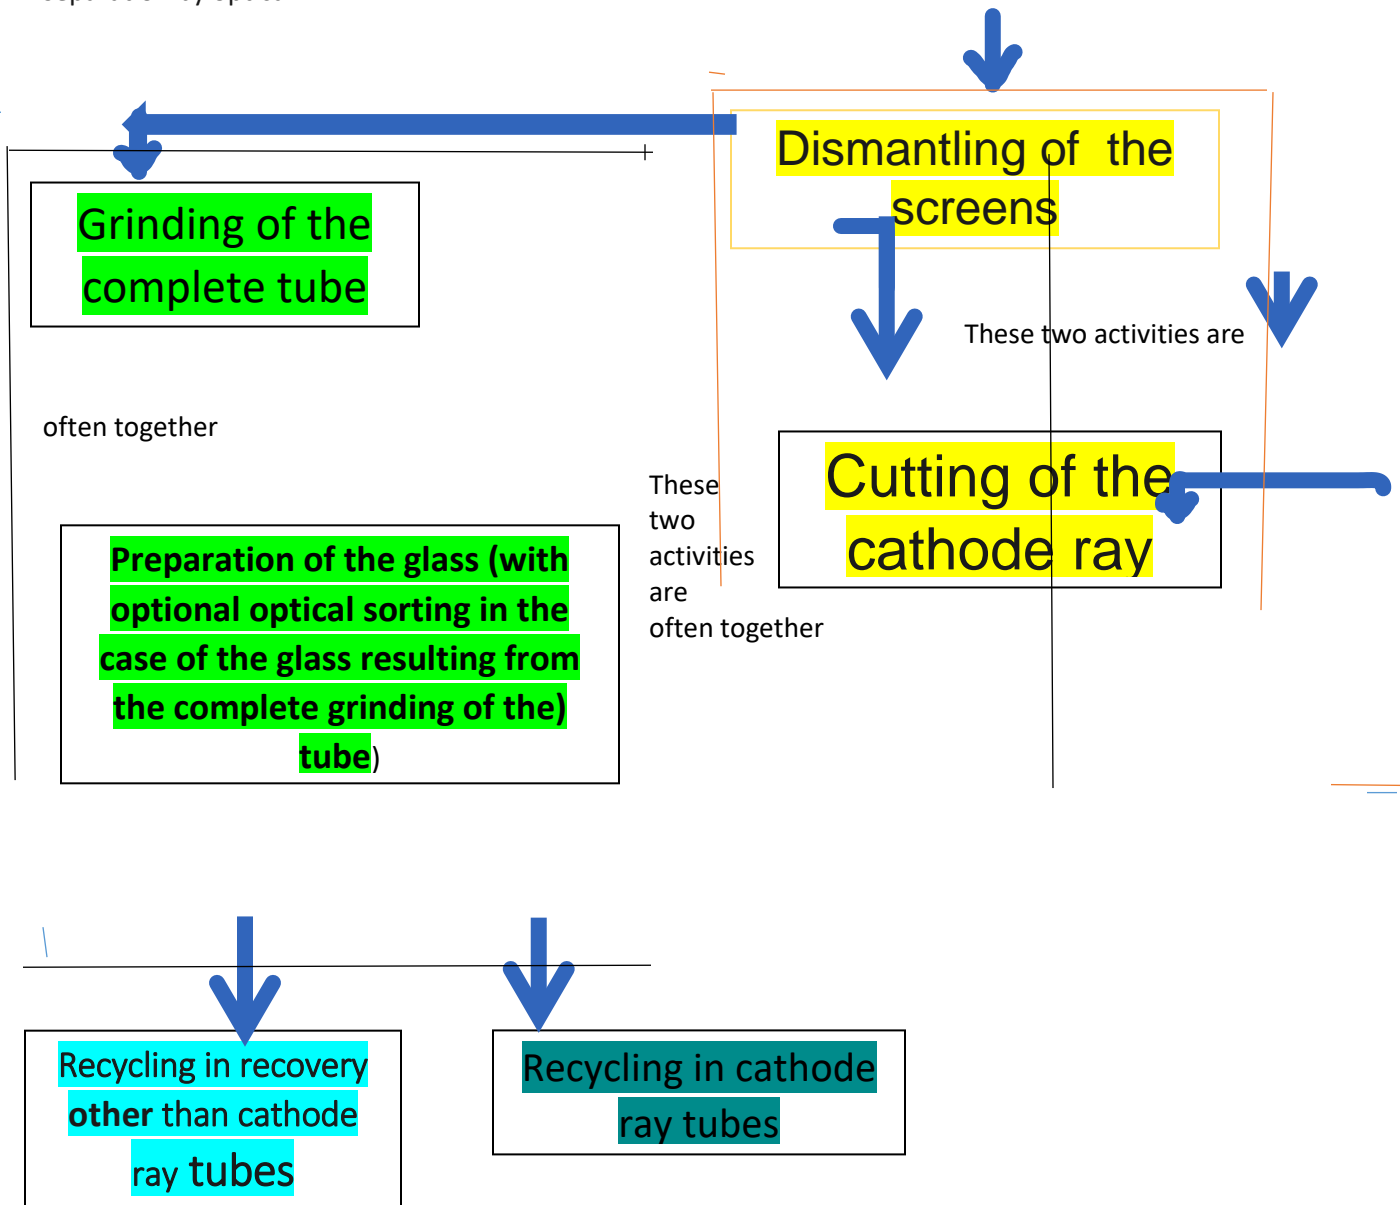 Dismantling of the
screens
Grinding of the
complete tube
These two activities are
often together
Cutting of the
cathode ray
These
two
activities
are
often together
Preparation of the glass (with
optional optical sorting in the
case of the glass resulting from
the complete grinding of the)
tube)
Recycling in recovery
other than cathode
ray tubes
Recycling in cathode
ray tubes